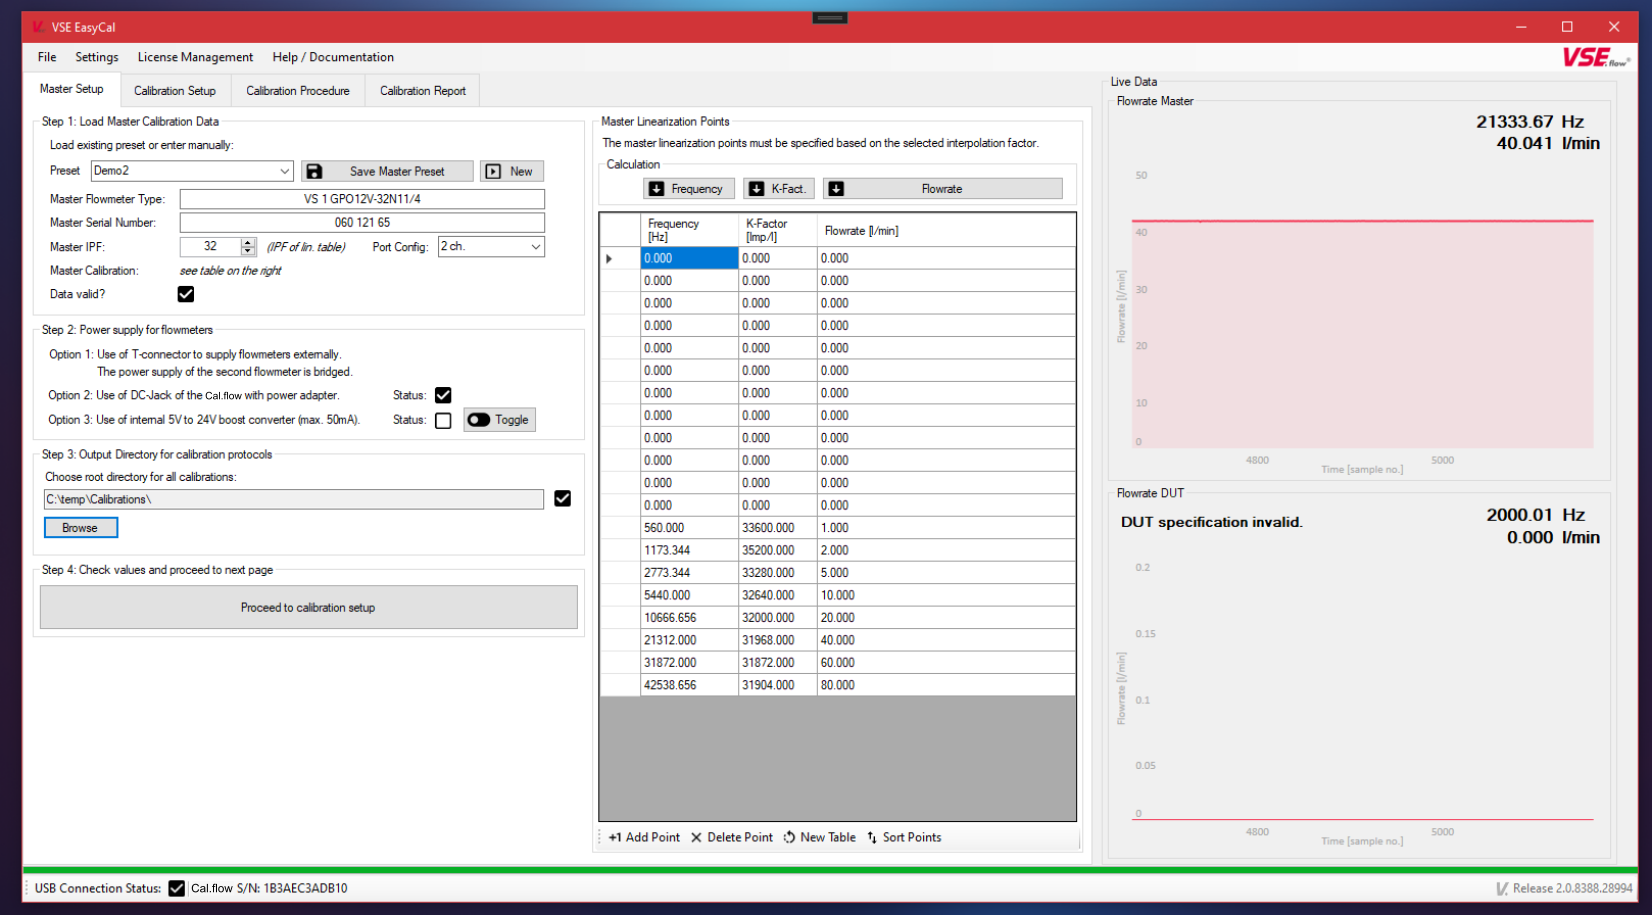 VSE EasyCal
File Settings License Management Help / Documentation
VSE.flow®
Master Setup Calibration Setup Calibration Procedure Calibration Report
Step 1: Load Master Calibration Data
Load existing preset or enter manually:
Preset Demo2 Save Master Preset New
Master Flowmeter Type: VS 1 GPO12V-32N11/4
Master Serial Number: 060 121 65
Master IPF: 32 (IPF of lin. table) Port Config: 2 ch.
Master Calibration: see table on the right
Data valid?
Step 2: Power supply for flowmeters
Option 1: Use of T-connector to supply flowmeters externally.
The power supply of the second flowmeter is bridged.
Option 2: Use of DC-Jack of the Cal.flow with power adapter. Status:
Option 3: Use of internal 5V to 24V boost converter (max. 50mA). Status: Toggle
Step 3: Output Directory for calibration protocols
Choose root directory for all calibrations:
C:\temp\Calibrations\
Browse
Step 4: Check values and proceed to next page
Proceed to calibration setup
Master Linearization Points
The master linearization points must be specified based on the selected interpolation factor.
Calculation
Frequency K-Fact. Flowrate
Frequency [Hz] K-Factor [Imp/l] Flowrate [l/min]
0.000 0.000 0.000
0.000 0.000 0.000
0.000 0.000 0.000
0.000 0.000 0.000
0.000 0.000 0.000
0.000 0.000 0.000
0.000 0.000 0.000
0.000 0.000 0.000
0.000 0.000 0.000
0.000 0.000 0.000
0.000 0.000 0.000
0.000 0.000 0.000
560.000 33600.000 1.000
1173.344 35200.000 2.000
2773.344 33280.000 5.000
5440.000 32640.000 10.000
10666.656 32000.000 20.000
21312.000 31968.000 40.000
31872.000 31872.000 60.000
42538.656 31904.000 80.000
+1 Add Point Delete Point New Table Sort Points
Live Data
Flowrate Master
21333.67 Hz
40.041 l/min
50
40
30
20
10
0
Flowrate [l/min]
4800 5000
Time [sample no.]
Flowrate DUT
DUT specification invalid.
2000.01 Hz
0.000 l/min
0.2
0.15
0.1
0.05
0
Flowrate [l/min]
4800 5000
Time [sample no.]
USB Connection Status: Cal.flow S/N: 1B3AEC3ADB10
Release 2.0.8388.28994